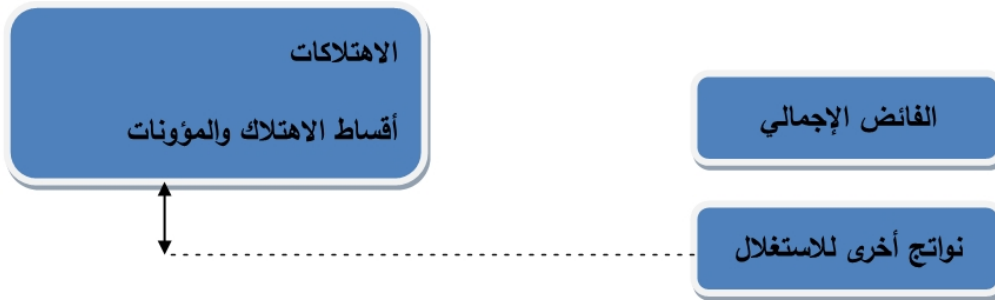 الاهتلاكات
أقساط الاهتلاك والمؤونات
الفائض الإجمالي
نواتج أخرى للاستغلال